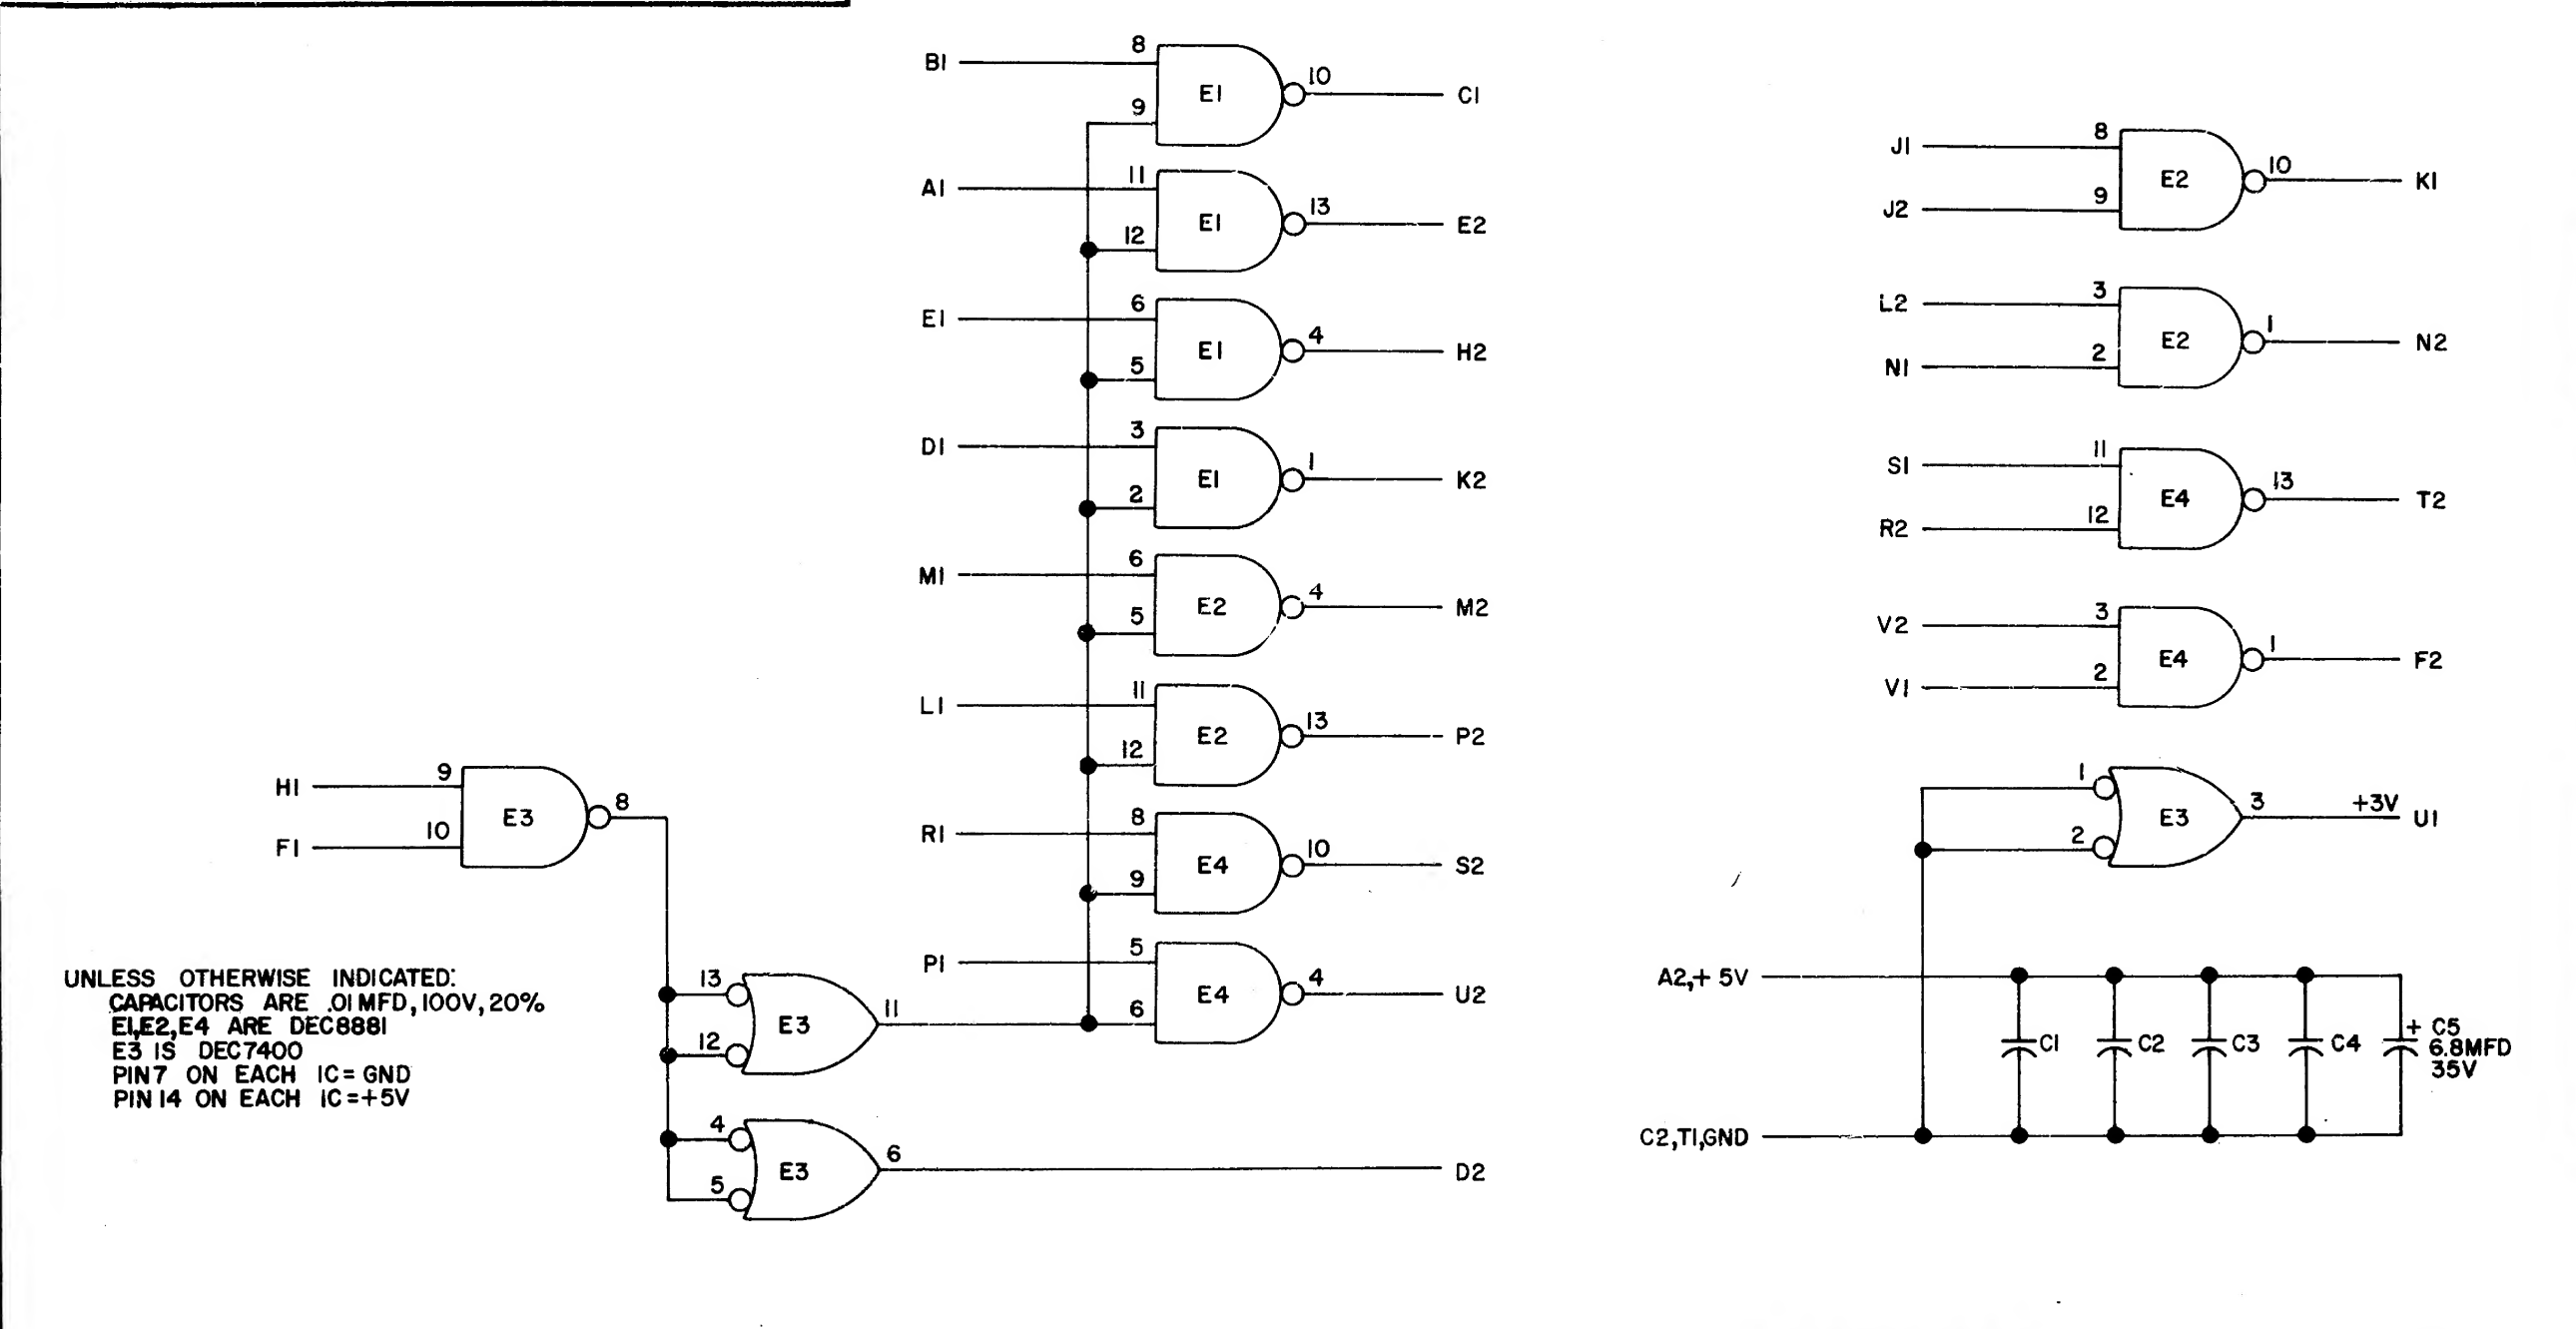 B1 8 E1 10 C1
9
A1 11 E1 13 E2
12
E1 6 E1 4 H2
5
D1 3 E1 1 K2
2
M1 6 E2 4 M2
5
L1 11 E2 13 P2
12
R1 8 E4 10 S2
9
P1 5 E4 4 U2
6
H1 9 E3 8
F1 10
13 E3 11
12
4 E3 6 D2
5
UNLESS OTHERWISE INDICATED:
CAPACITORS ARE .01MFD,100V,20%
E1,E2,E4 ARE DEC8881
E3 IS DEC7400
PIN7 ON EACH IC=GND
PIN14 ON EACH IC=+5V
J1 8 E2 10 K1
J2 9
L2 3 E2 1 N2
N1 2
S1 11 E4 13 T2
R2 12
V2 3 E4 1 F2
V1 2
1 E3 3 +3V U1
2
A2,+5V
C1 C2 C3 C4 + C5
6.8MFD
35V
C2,T1,GND